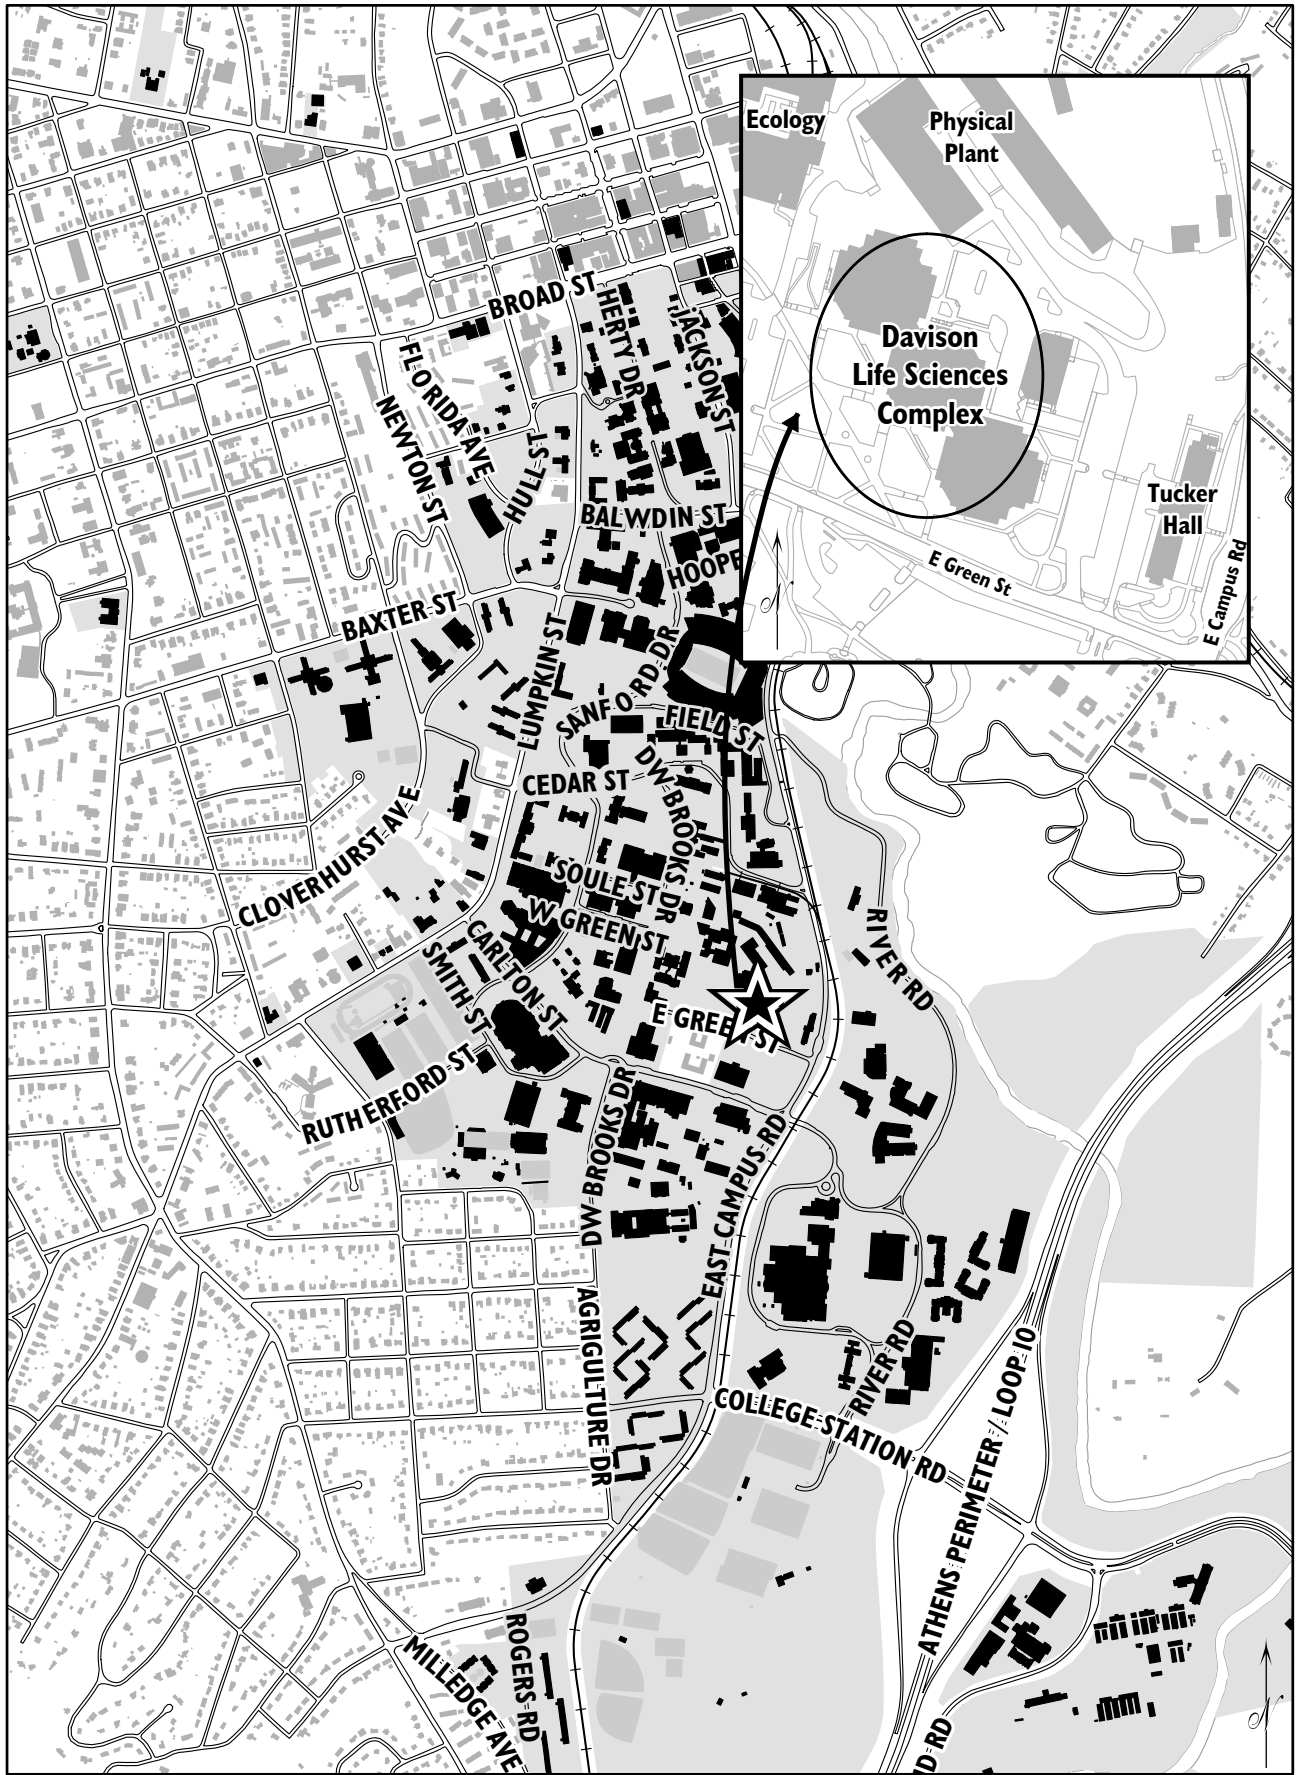 Ecology
Physical
Plant
Davison
Life Sciences
Complex
Tucker
Hall
E Green St
E Campus Rd
BROAD ST
HERTY DR
JACKSON ST
FLORIDA AVE
NEWTON ST
HULL ST
BALWDIN ST
HOOPE
BAXTER ST
LUMPKIN ST
SANFORD DR
FIELD ST
CEDAR ST
DW BROOKS DR
CLOVERHURST AVE
SOULE ST
W GREEN ST
CARLTON ST
SMITH ST
RIVER RD
E GREEN ST
RUTHERFORD ST
DW BROOKS DR
EAST CAMPUS RD
AGRIGULTURE DR
RIVER RD
COLLEGE STATION RD
ATHENS PERIMETER / LOOP 10
ROGERS RD
MILLEDGE AVE
RD